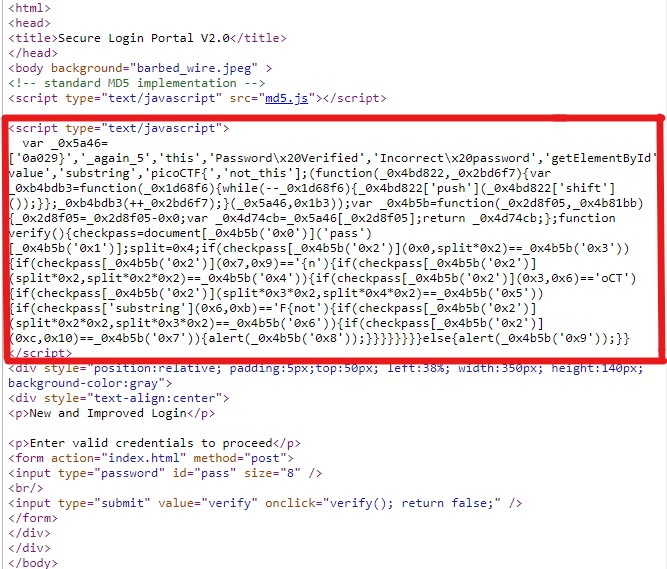 <html>
<head>
<title>Secure Login Portal V2.0</title>
</head>
<body background="barbed_wire.jpeg" >
<!-- standard MD5 implementation -->
<script type="text/javascript" src="md5.js"></script>
<script type="text/javascript">
var _0x5a46=
['0a029}','_again_5','this','Password\x20Verified','Incorrect\x20password','getElementById'
value','substring','picoCTF{','not_this'];(function(_0x4bd822,_0x2bd6f7){var
_0xb4bdb3=function(_0x1d68f6){while(--_0x1d68f6){_0x4bd822['push'](_0x4bd822['shift']
());}};_0xb4bdb3(++_0x2bd6f7);}(_0x5a46,0x1b3));var _0x4b5b=function(_0x2d8f05,_0x4b81bb)
{_0x2d8f05=_0x2d8f05-0x0;var _0x4d74cb=_0x5a46[_0x2d8f05];return _0x4d74cb;};function
verify(){checkpass=document[_0x4b5b('0x0')]('pass')
[_0x4b5b('0x1')];split=0x4;if(checkpass[_0x4b5b('0x2')](0x0,split*0x2)==_0x4b5b('0x3'))
{if(checkpass[_0x4b5b('0x2')](0x7,0x9)=='{n'){if(checkpass[_0x4b5b('0x2')]
(split*0x2,split*0x2*0x2)==_0x4b5b('0x4')){if(checkpass[_0x4b5b('0x2')](0x3,0x6)=='oCT')
{if(checkpass[_0x4b5b('0x2')](split*0x3*0x2,split*0x4*0x2)==_0x4b5b('0x5'))
{if(checkpass['substring'](0x6,0xb)=='F{not'){if(checkpass[_0x4b5b('0x2')]
(split*0x2*0x2,split*0x3*0x2)==_0x4b5b('0x6')){if(checkpass[_0x4b5b('0x2')]
(0xc,0x10)==_0x4b5b('0x7')){alert(_0x4b5b('0x8'));}}}}}}}}else{alert(_0x4b5b('0x9'));}}
</script>
<div style="position:relative; padding:5px;top:50px; left:38%; width:350px; height:140px;
background-color:gray">
<div style="text-align:center">
<p>New and Improved Login</p>
<p>Enter valid credentials to proceed</p>
<form action="index.html" method="post">
<input type="password" id="pass" size="8" />
<br/>
<input type="submit" value="verify" onclick="verify(); return false;" />
</form>
</div>
</div>
</body>